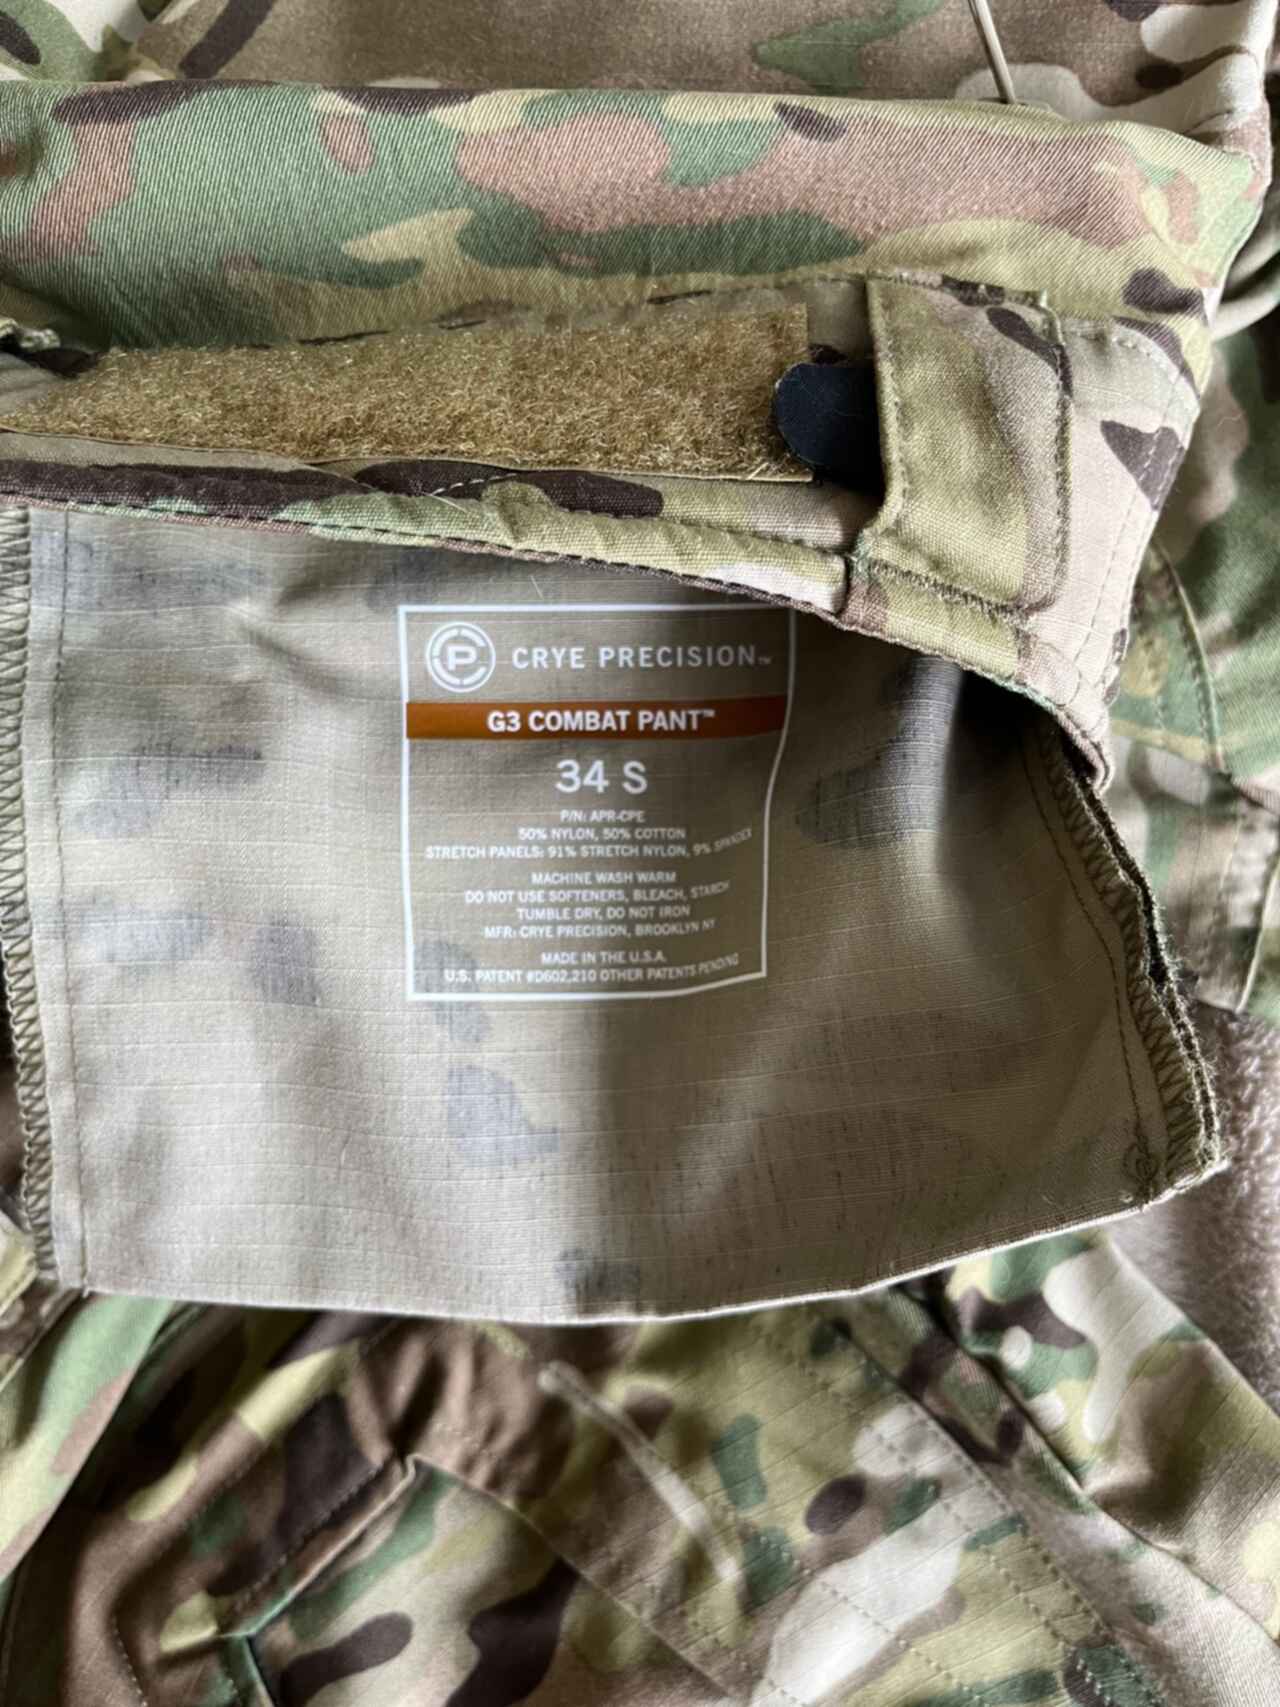 P CRYE PRECISION™
G3 COMBAT PANT™
34 S
P/N: APR-CPE
50% NYLON, 50% COTTON
STRETCH PANELS: 91% STRETCH NYLON, 9% SPANDEX
MACHINE WASH WARM
DO NOT USE SOFTENERS, BLEACH, STARCH
TUMBLE DRY, DO NOT IRON
MFR: CRYE PRECISION, BROOKLYN NY
MADE IN THE U.S.A.
U.S. PATENT #D602,210 OTHER PATENTS PENDING